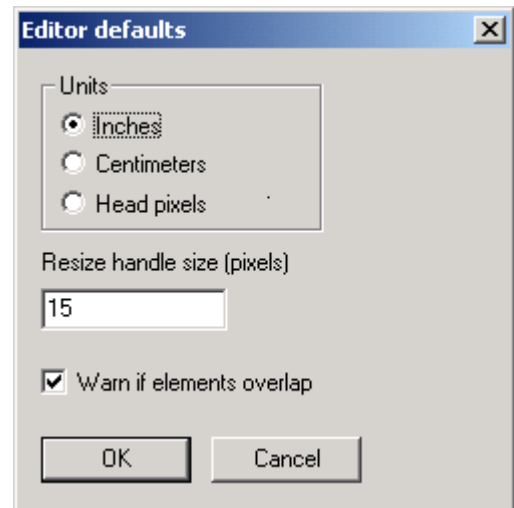 Editor defaults
Units
Inches
Centimeters
Head pixels
Resize handle size (pixels)
15
Warn if elements overlap
OK
Cancel